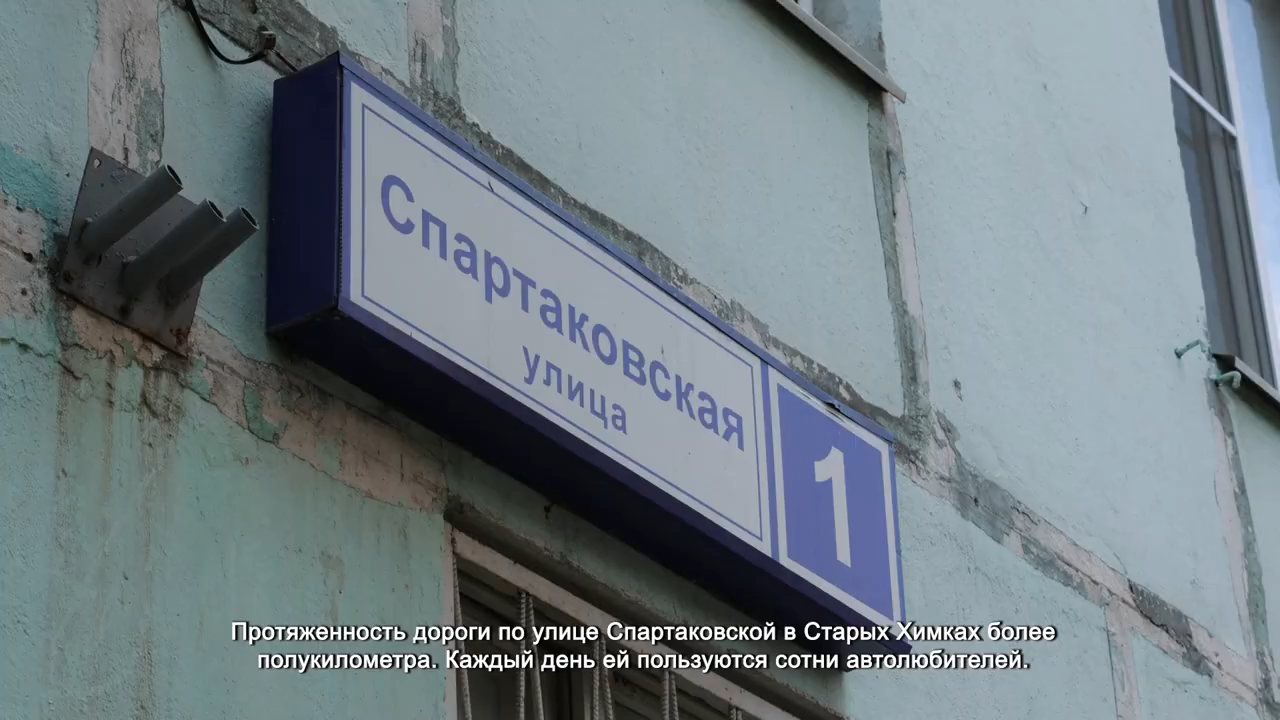 Спартаковская
улица
1
Протяженность дороги по улице Спартаковской в Старых Химках более
полукилометра. Каждый день ей пользуются сотни автолюбителей.